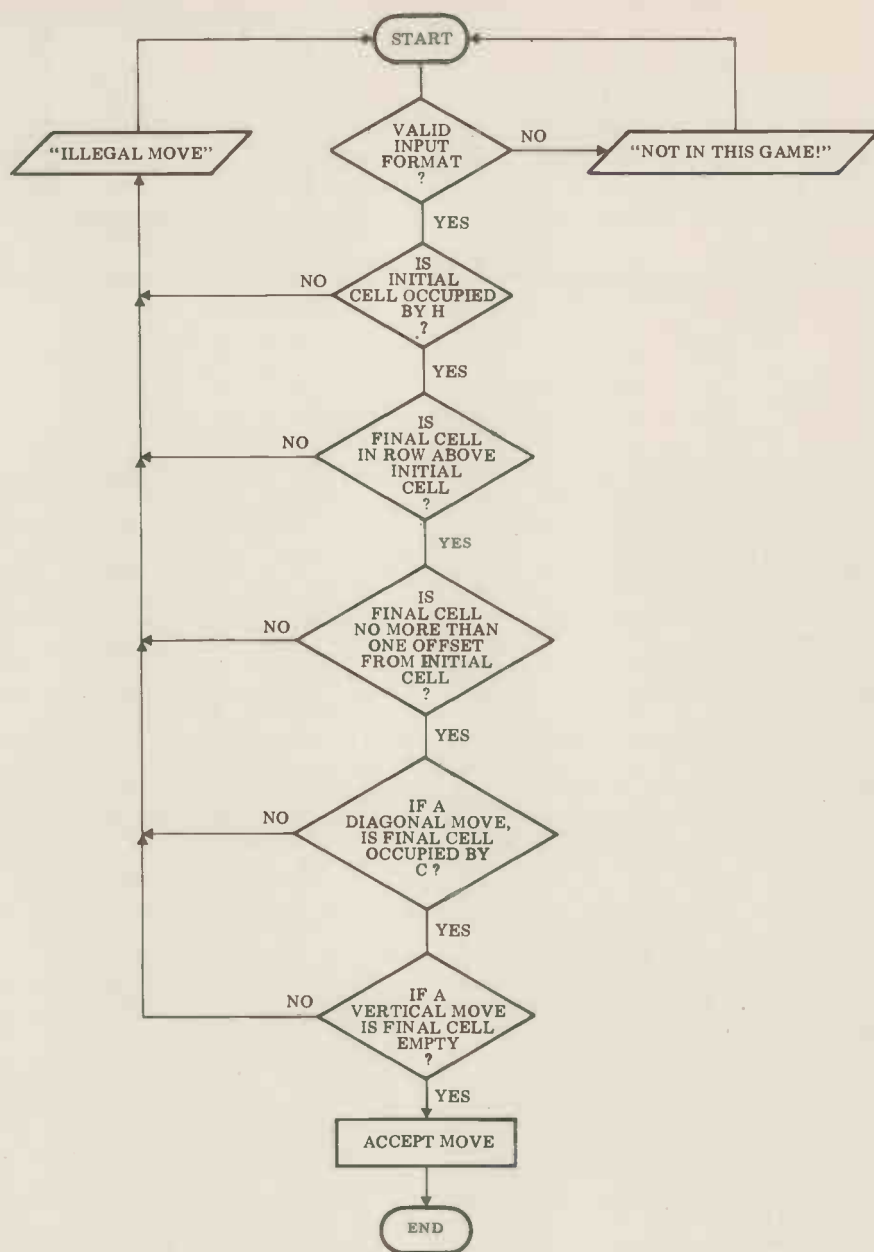 START
VALID
INPUT
FORMAT
?
NO
"ILLEGAL MOVE"
"NOT IN THIS GAME!"
YES
IS
INITIAL
CELL OCCUPIED
BY H
?
NO
YES
IS
FINAL CELL
IN ROW ABOVE
INITIAL
CELL
?
NO
YES
IS
FINAL CELL
NO MORE THAN
ONE OFFSET
FROM INITIAL
CELL
?
NO
YES
IF A
DIAGONAL MOVE,
IS FINAL CELL
OCCUPIED BY
C ?
NO
YES
IF A
VERTICAL MOVE
IS FINAL CELL
EMPTY
?
NO
YES
ACCEPT MOVE
END